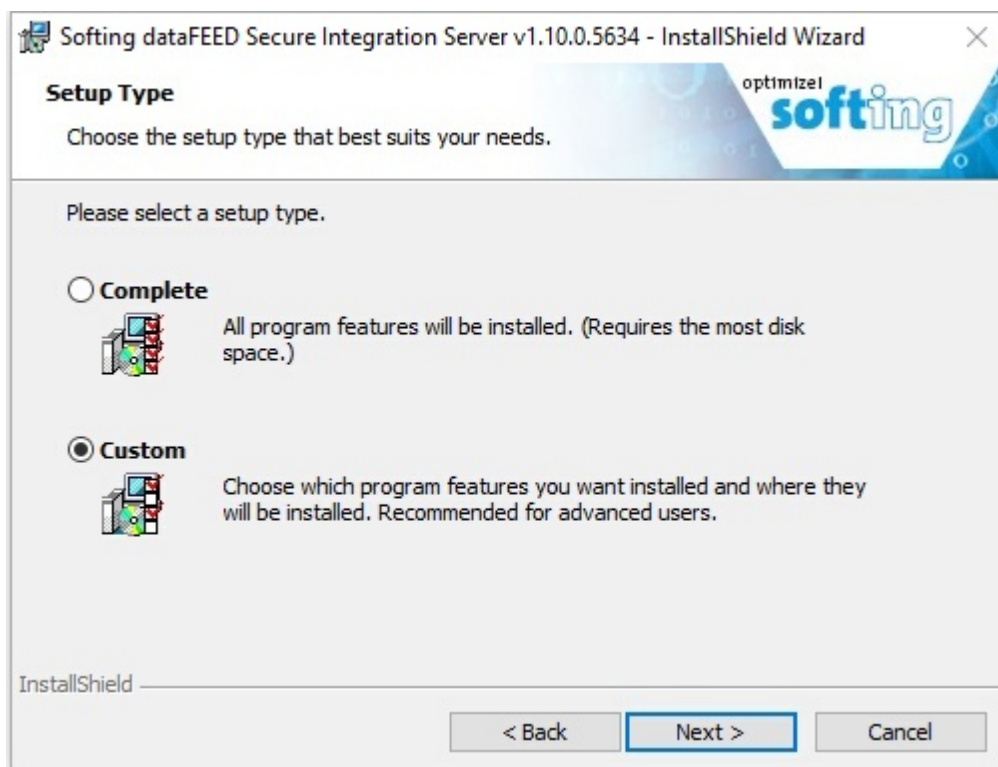 Softing dataFEED Secure Integration Server v1.10.0.5634 - InstallShield Wizard
Setup Type
Choose the setup type that best suits your needs.
optimize!
softing
Please select a setup type.
Complete
All program features will be installed. (Requires the most disk
space.)
Custom
Choose which program features you want installed and where they
will be installed. Recommended for advanced users.
InstallShield
< Back
Next >
Cancel